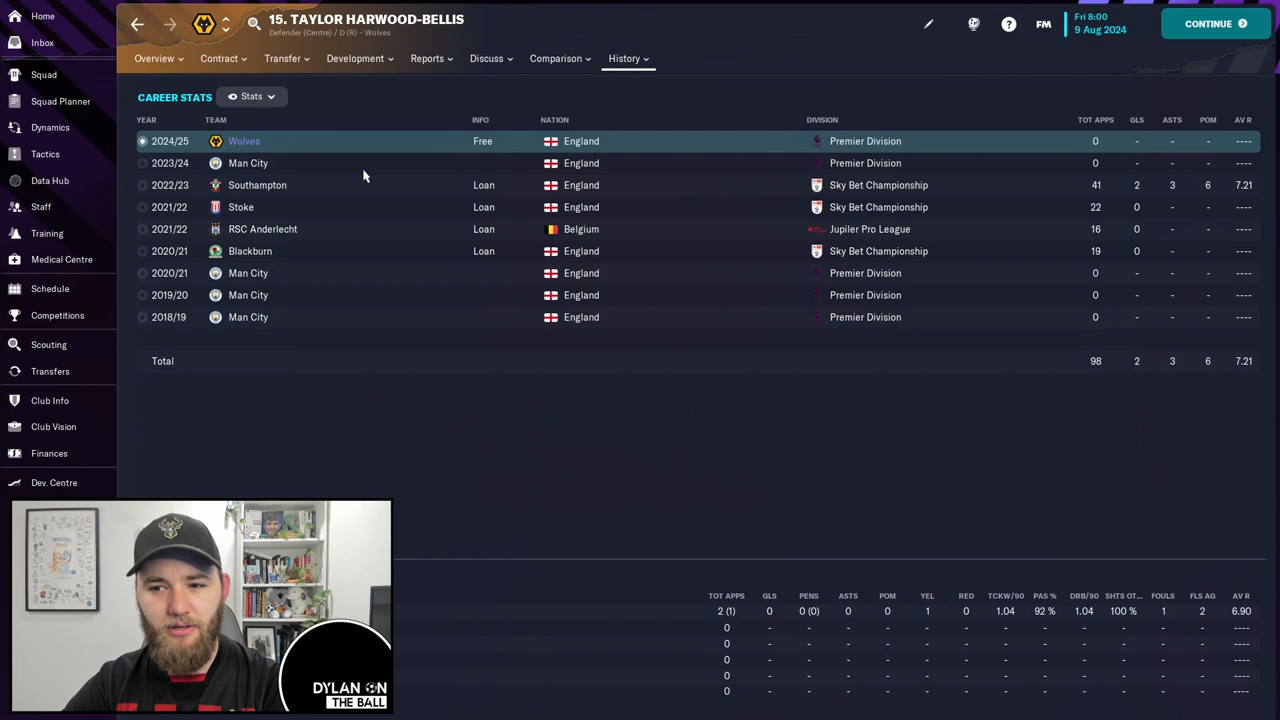 Home
Inbox
Squad
Squad Planner
Dynamics
Tactics
Data Hub
Staff
Training
Medical Centre
Schedule
Competitions
Scouting
Transfers
Club Info
Club Vision
Finances
Dev. Centre
15. TAYLOR HARWOOD-BELLIS
Defender (Centre) / D (R) - Wolves
FM
Fri 8:00
9 Aug 2024
CONTINUE
Overview Contract Transfer Development Reports Discuss Comparison History
CAREER STATS Stats
YEAR TEAM INFO NATION DIVISION TOT APPS GLS ASTS POM AV R
2024/25 Wolves Free England Premier Division 0 - - - ----
2023/24 Man City England Premier Division 0 - - - ----
2022/23 Southampton Loan England Sky Bet Championship 41 2 3 6 7.21
2021/22 Stoke Loan England Sky Bet Championship 22 0 - - ----
2021/22 RSC Anderlecht Loan Belgium Jupiler Pro League 16 0 - - ----
2020/21 Blackburn Loan England Sky Bet Championship 19 0 - - ----
2020/21 Man City England Premier Division 0 - - - ----
2019/20 Man City England Premier Division 0 - - - ----
2018/19 Man City England Premier Division 0 - - - ----
Total 98 2 3 6 7.21
TOT APPS GLS PENS ASTS POM YEL RED TCKW/90 PAS % DRB/90 SHTS OT... FOULS FLS AG AV R
2 (1) 0 0 (0) 0 0 1 0 1.04 92 % 1.04 100 % 1 2 6.90
0 - - - - - - - - - - - - ----
0 - - - - - - - - - - - - ----
0 - - - - - - - - - - - - ----
0 - - - - - - - - - - - - ----
0 - - - - - - - - - - - - ----
DYLAN ON
THE BALL